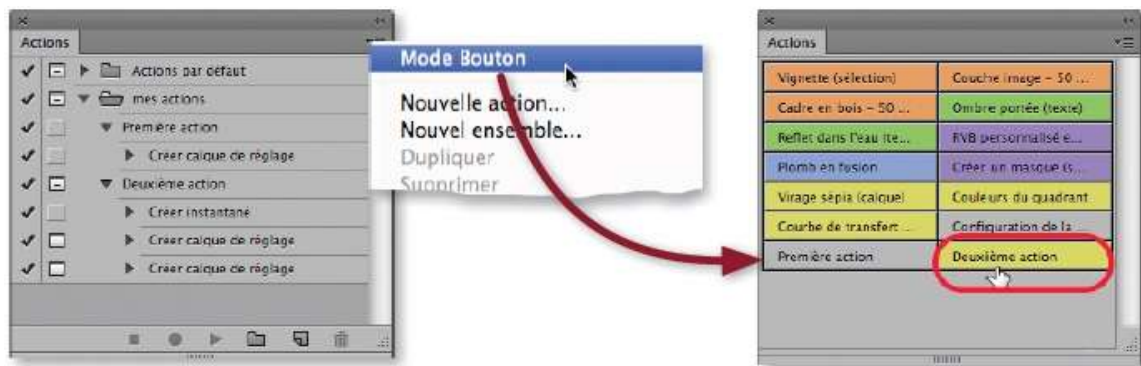 Actions
Actions par défaut
mes actions
Première action
Créer calque de réglage
Deuxième action
Créer instantané
Créer calque de réglage
Créer calque de réglage
Mode Bouton
Nouvelle action...
Nouvel ensemble...
Dupliquer
Supprimer
Actions
Vignette (sélection)
Couche image – 50 ...
Cadre en bois – 50 ...
Ombre portée (texte)
Reflet dans l'eau (te...
RVB personnalisé e...
Plomb en fusion
Créer un masque (s...
Virage sépia (calque)
Couleurs du quadrant
Courbe de transfert ...
Configuration de la ...
Première action
Deuxième action